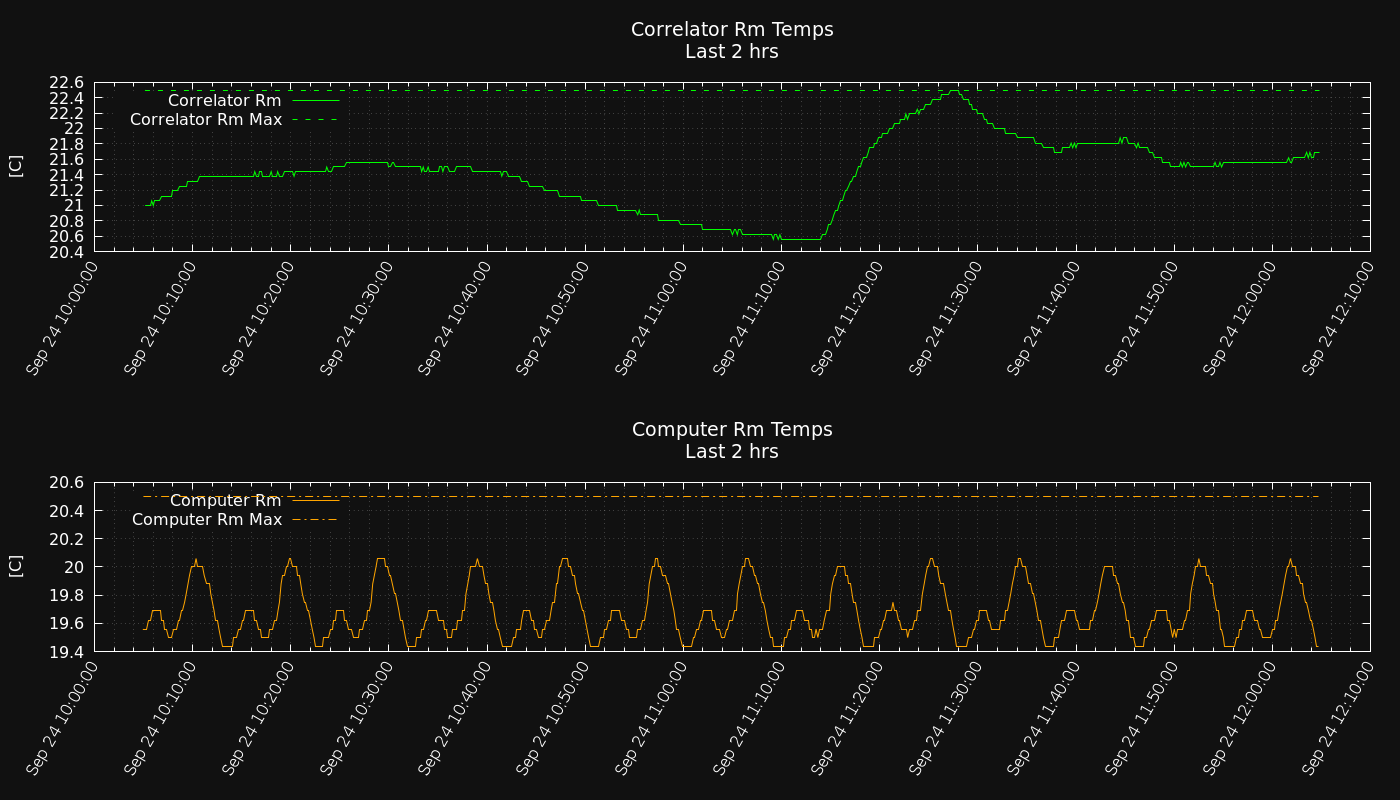 Correlator Rm Temps
Last 2 hrs
22.6
22.4
22.2
22
21.8
21.6
21.4
21.2
21
20.8
20.6
20.4
[C]
Correlator Rm
Correlator Rm Max
Sep 24 10:00:00
Sep 24 10:10:00
Sep 24 10:20:00
Sep 24 10:30:00
Sep 24 10:40:00
Sep 24 10:50:00
Sep 24 11:00:00
Sep 24 11:10:00
Sep 24 11:20:00
Sep 24 11:30:00
Sep 24 11:40:00
Sep 24 11:50:00
Sep 24 12:00:00
Sep 24 12:10:00
Computer Rm Temps
Last 2 hrs
20.6
20.4
20.2
20
19.8
19.6
19.4
[C]
Computer Rm
Computer Rm Max
Sep 24 10:00:00
Sep 24 10:10:00
Sep 24 10:20:00
Sep 24 10:30:00
Sep 24 10:40:00
Sep 24 10:50:00
Sep 24 11:00:00
Sep 24 11:10:00
Sep 24 11:20:00
Sep 24 11:30:00
Sep 24 11:40:00
Sep 24 11:50:00
Sep 24 12:00:00
Sep 24 12:10:00